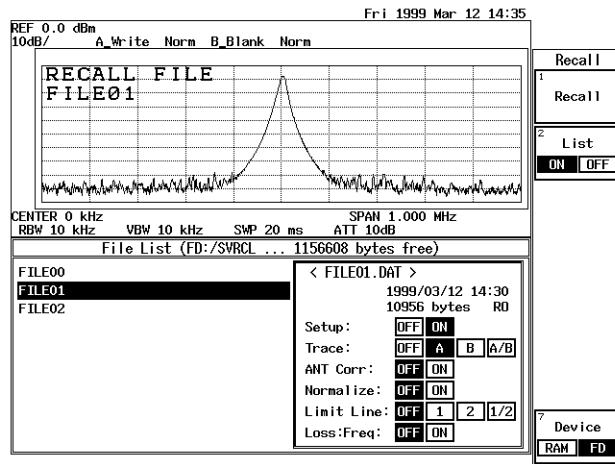 Fri 1999 Mar 12 14:35
REF 0.0 dBm
10dB/ A_Write Norm B_Blank Norm
RECALL FILE
FILE01
CENTER 0 kHz SPAN 1.000 MHz
RBW 10 kHz VBW 10 kHz SWP 20 ms ATT 10dB
File List (FD:/SVRCL ... 1156608 bytes free)
FILE00
FILE01
FILE02
< FILE01.DAT >
1999/03/12 14:30
10956 bytes RO
Setup: OFF ON
Trace: OFF A B A/B
ANT Corr: OFF ON
Normalize: OFF ON
Limit Line: OFF 1 2 1/2
Loss:Freq: OFF ON
Recall
1
Recall
2
List
ON OFF
7
Device
RAM FD